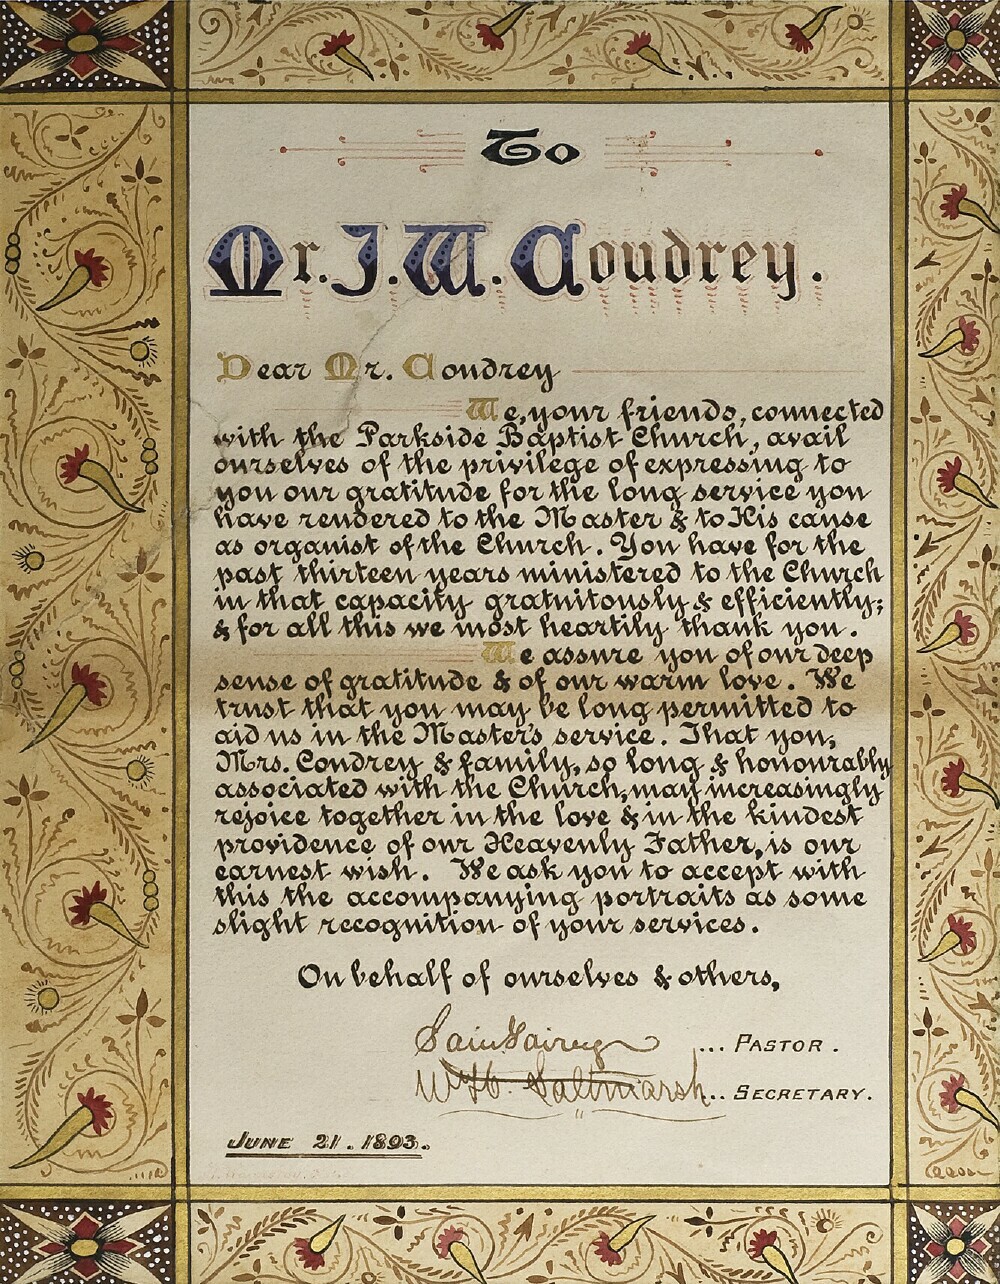 To
Mr. J. W. Coudrey.
Dear Mr. Coudrey
We, your friends, connected
with the Parkside Baptist Church, avail
ourselves of the privilege of expressing to
you our gratitude for the long service you
have rendered to the Master & to His cause
as organist of the Church. You have for the
past thirteen years ministered to the Church
in that capacity gratuitously & efficiently;
& for all this we most heartily thank you.
We assure you of our deep
sense of gratitude & of our warm love. We
trust that you may be long permitted to
aid us in the Master's service. That you,
Mrs. Coudrey & family, so long & honourably
associated with the Church, may increasingly
rejoice together in the love & in the kindest
providence of our Heavenly Father, is our
earnest wish. We ask you to accept with
this the accompanying portraits as some
slight recognition of your services.
On behalf of ourselves & others,
... PASTOR.
W H C. Saltmarsh... SECRETARY.
JUNE 21. 1893.